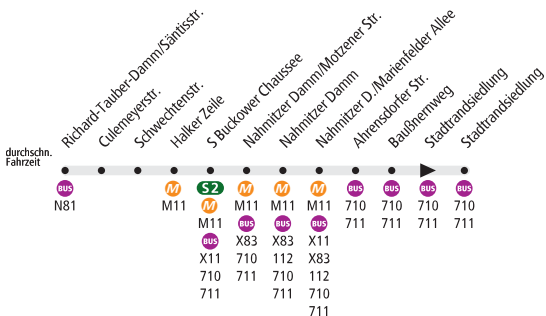 Richard-Tauber-Damm/Säntisstr.
Culemeyerstr.
Schwechtenstr.
Halker Zeile
S Buckower Chaussee
Nahmitzer Damm/Motzener Str.
Nahmitzer Damm
Nahmitzer D./Marienfelder Allee
Ahrensdorfer Str.
Baußnernweg
Stadtrandsiedlung
Stadtrandsiedlung
durchschn.
Fahrzeit
BUS
N81
M
M11
S2
M
M11
BUS
X11
710
711
M
M11
BUS
X83
710
711
M
M11
BUS
X83
112
710
711
M
M11
BUS
X11
X83
112
710
711
BUS
710
711
BUS
710
711
BUS
710
711
BUS
710
711